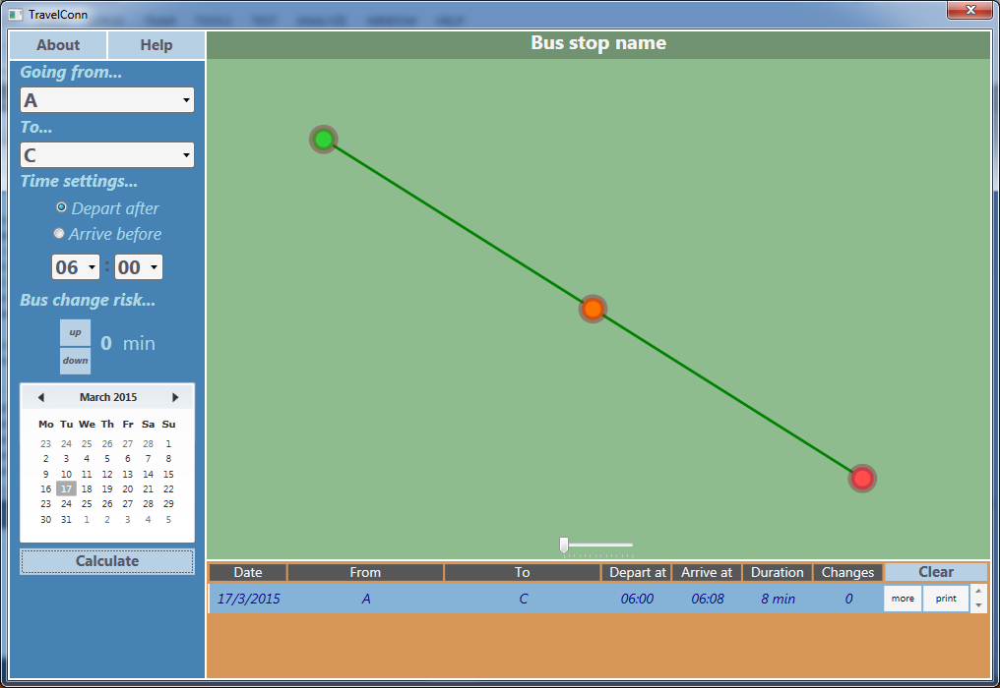 TravelConn
About Help
Bus stop name
Going from...
A
To...
C
Time settings...
Depart after
Arrive before
06 : 00
Bus change risk...
up
0 min
down
March 2015
Mo Tu We Th Fr Sa Su
23 24 25 26 27 28 1
2 3 4 5 6 7 8
9 10 11 12 13 14 15
16 17 18 19 20 21 22
23 24 25 26 27 28 29
30 31 1 2 3 4 5
Calculate
Date From To Depart at Arrive at Duration Changes Clear
17/3/2015 A C 06:00 06:08 8 min 0 more print